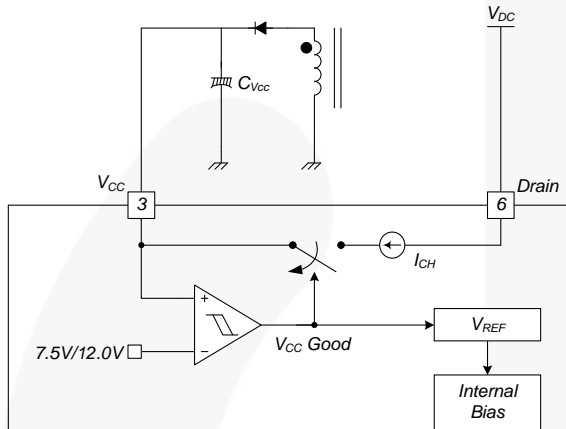 V_DC
C_Vcc
V_CC
3
6
Drain
I_CH
+
7.5V/12.0V
−
V_CC Good
V_REF
Internal
Bias